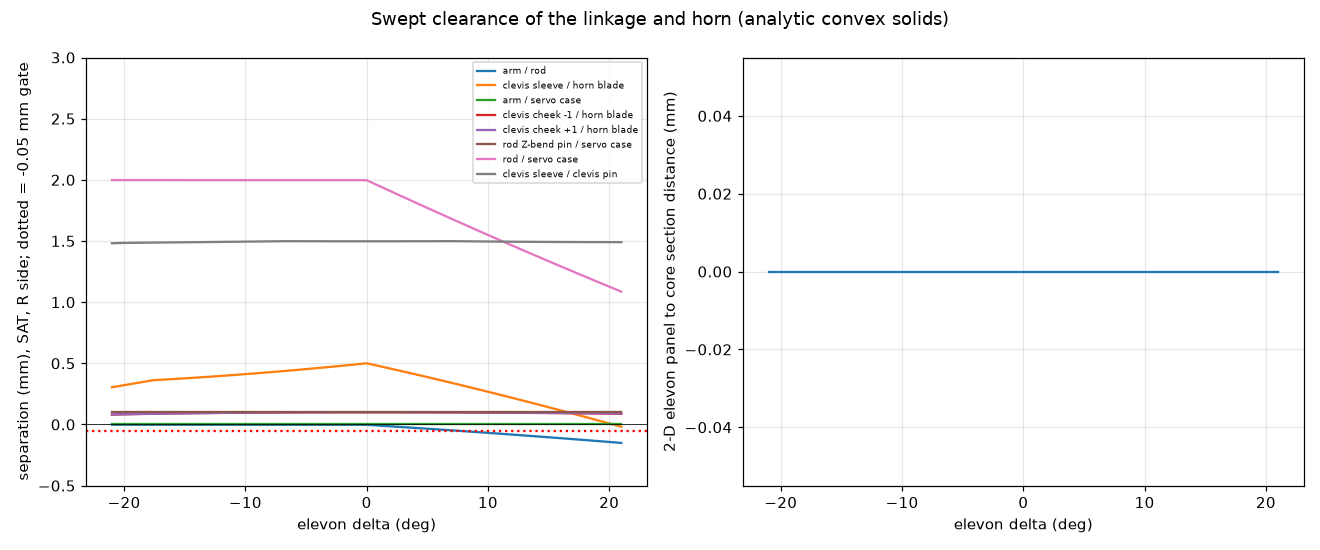 Swept clearance of the linkage and horn (analytic convex solids)
separation (mm), SAT, R side; dotted = -0.05 mm gate
3.0
2.5
2.0
1.5
1.0
0.5
0.0
−0.5
−20
−10
0
10
20
elevon delta (deg)
arm / rod
clevis sleeve / horn blade
arm / servo case
clevis cheek -1 / horn blade
clevis cheek +1 / horn blade
rod Z-bend pin / servo case
rod / servo case
clevis sleeve / clevis pin
2-D elevon panel to core section distance (mm)
0.04
0.02
0.00
−0.02
−0.04
−20
−10
0
10
20
elevon delta (deg)